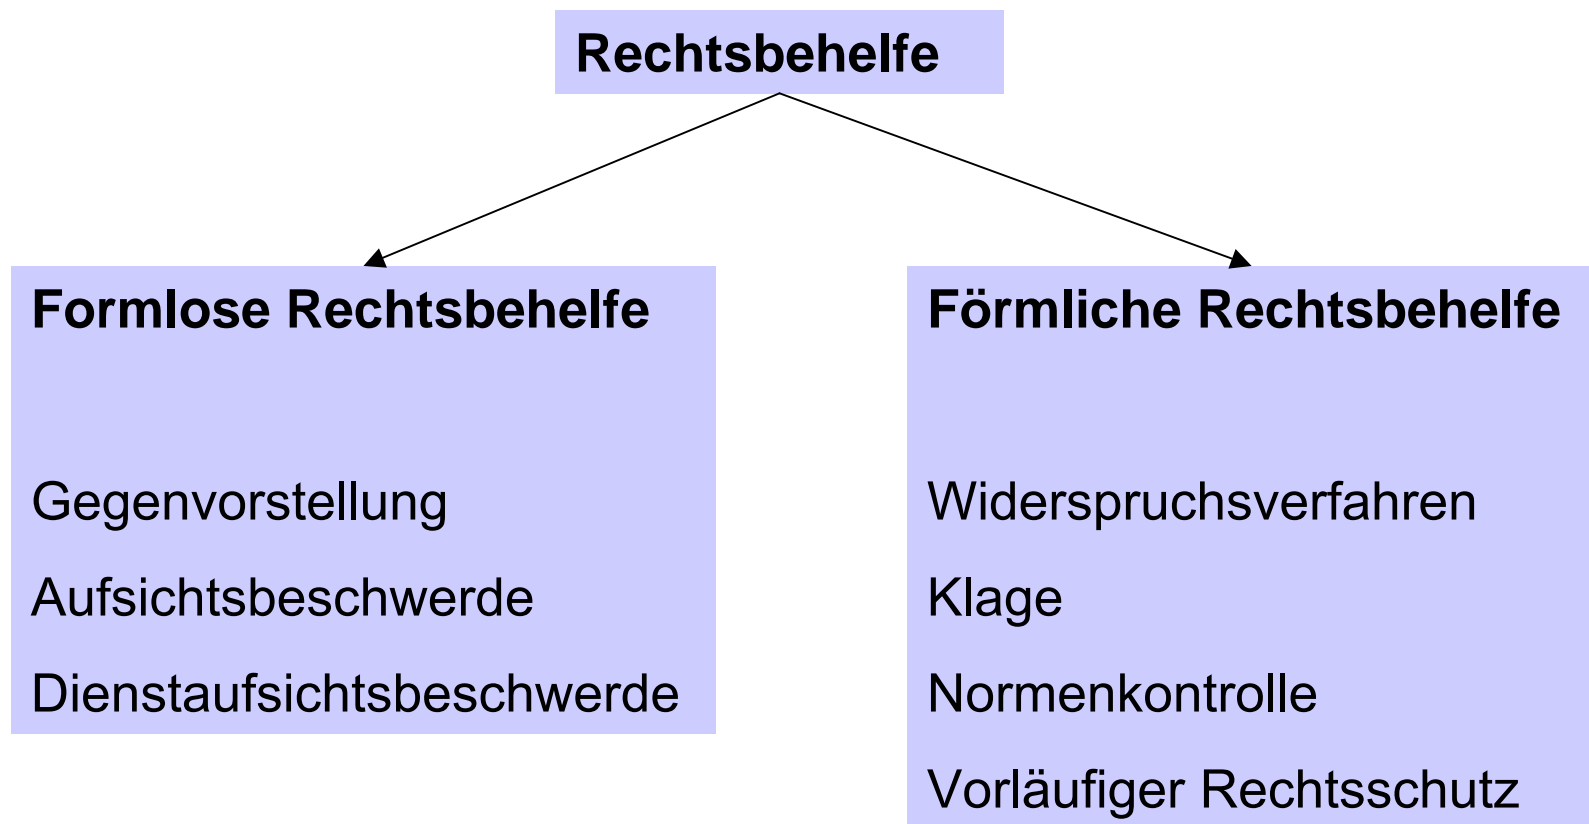 Rechtsbehelfe
Formlose Rechtsbehelfe
Gegenvorstellung
Aufsichtsbeschwerde
Dienstaufsichtsbeschwerde
Förmliche Rechtsbehelfe
Widerspruchsverfahren
Klage
Normenkontrolle
Vorläufiger Rechtsschutz